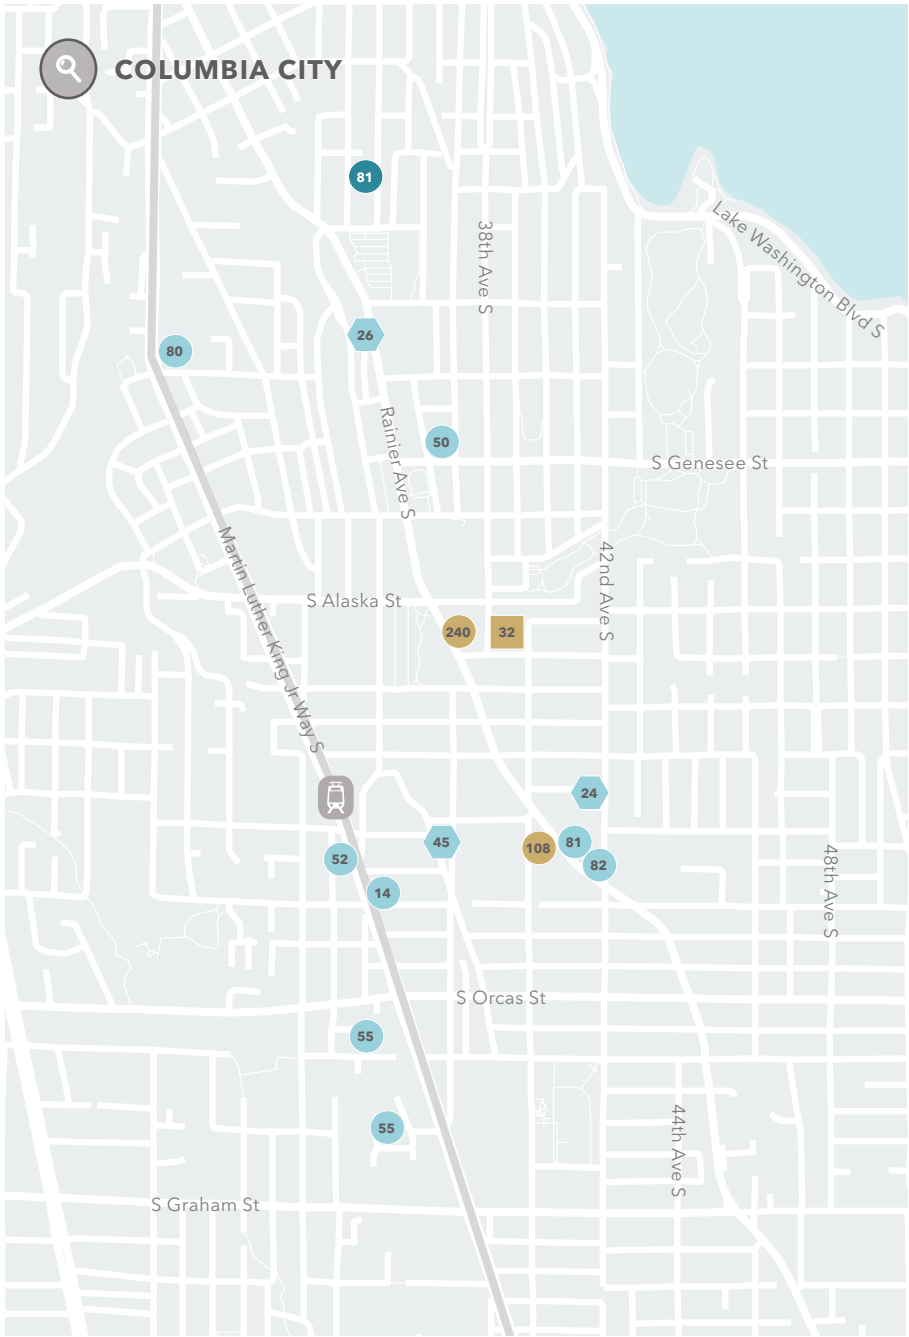 COLUMBIA CITY
81
Lake Washington Blvd S
38th Ave S
26
80
Rainier Ave S
50
S Genesee St
Martin Luther King Jr Way S
42nd Ave S
S Alaska St
240
32
24
45
108
81
52
82
14
48th Ave S
S Orcas St
55
55
44th Ave S
S Graham St